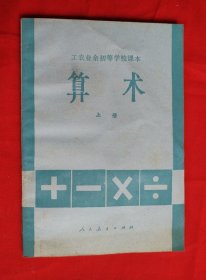 工农业余初等学校课本
算术
上册
+ − × ÷
人民教育出版社